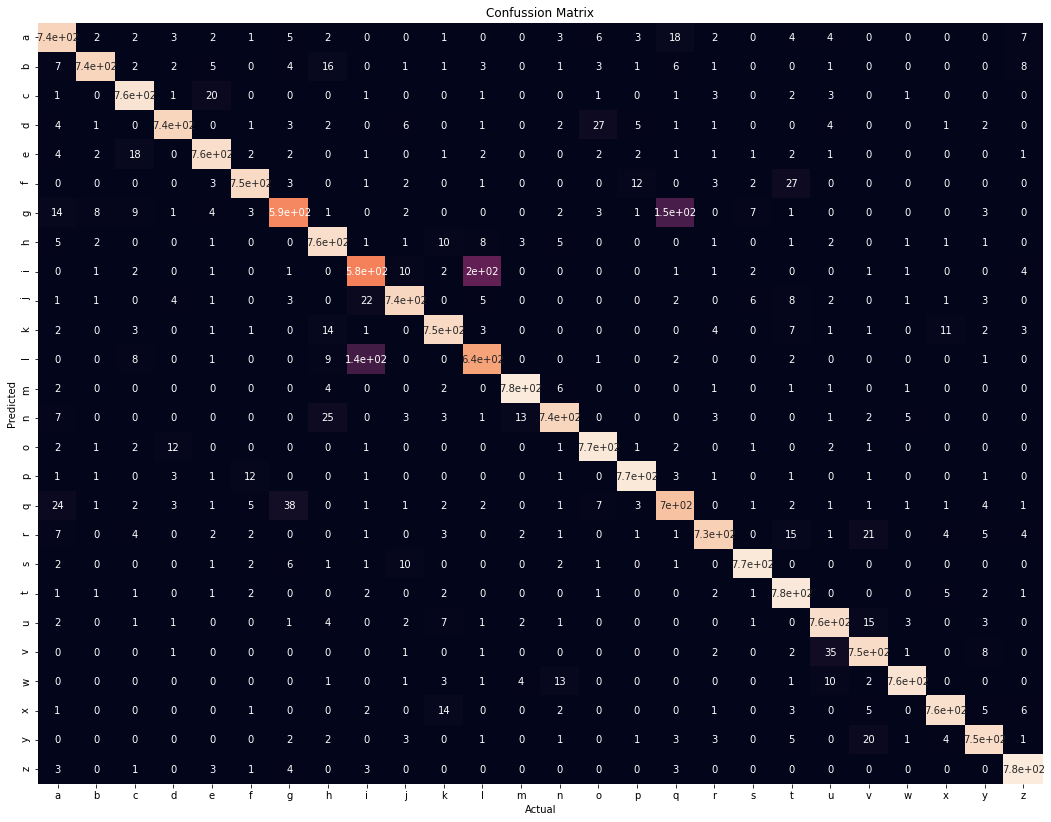 Confussion Matrix
a 7.4e+02 2 2 3 2 1 5 2 0 0 1 0 0 3 6 3 18 2 0 4 4 0 0 0 0 7
b 7 7.4e+02 2 2 5 0 4 16 0 1 1 3 0 1 3 1 6 1 0 0 1 0 0 0 0 8
c 1 0 7.6e+02 1 20 0 0 0 1 0 0 1 0 0 1 0 1 3 0 2 3 0 1 0 0 0
d 4 1 0 7.4e+02 0 1 3 2 0 6 0 1 0 2 27 5 1 1 0 0 4 0 0 1 2 0
e 4 2 18 0 7.6e+02 2 2 0 1 0 1 2 0 0 2 2 1 1 1 2 1 0 0 0 0 1
f 0 0 0 0 3 7.5e+02 3 0 1 2 0 1 0 0 0 12 0 3 2 27 0 0 0 0 0 0
g 14 8 9 1 4 3 5.9e+02 1 0 2 0 0 0 2 3 1 1.5e+02 0 7 1 0 0 0 0 3 0
h 5 2 0 0 1 0 0 7.6e+02 1 1 10 8 3 5 0 0 0 1 0 1 2 0 1 1 1 0
i 0 1 2 0 1 0 1 0 5.8e+02 10 2 2e+02 0 0 0 0 1 1 2 0 0 1 1 0 0 4
j 1 1 0 4 1 0 3 0 22 7.4e+02 0 5 0 0 0 0 2 0 6 8 2 0 1 1 3 0
k 2 0 3 0 1 1 0 14 1 0 7.5e+02 3 0 0 0 0 0 4 0 7 1 1 0 11 2 3
l 0 0 8 0 1 0 0 9 1.4e+02 0 0 6.4e+02 0 0 1 0 2 0 0 2 0 0 0 0 1 0
m 2 0 0 0 0 0 0 4 0 0 2 0 7.8e+02 6 0 0 0 1 0 1 1 0 1 0 0 0
n 7 0 0 0 0 0 0 25 0 3 3 1 13 7.4e+02 0 0 0 3 0 0 1 2 5 0 0 0
o 2 1 2 12 0 0 0 0 1 0 0 0 0 1 7.7e+02 1 2 0 1 0 2 1 0 0 0 0
p 1 1 0 3 1 12 0 0 1 0 0 0 0 1 0 7.7e+02 3 1 0 1 0 1 0 0 1 0
q 24 1 2 3 1 5 38 0 1 1 2 2 0 1 7 3 7e+02 0 1 2 1 1 1 1 4 1
r 7 0 4 0 2 2 0 0 1 0 3 0 2 0 1 1 1 7.3e+02 0 15 1 21 0 4 5 4
s 2 0 0 0 1 2 6 1 1 10 0 0 0 2 1 0 1 0 7.7e+02 0 0 0 0 0 0 0
t 1 1 1 0 1 2 0 0 2 0 2 0 0 0 1 0 0 2 1 7.8e+02 0 0 0 5 2 1
u 2 0 1 1 0 0 1 4 0 2 7 1 2 1 0 0 0 0 1 0 7.6e+02 15 3 0 3 0
v 0 0 0 1 0 0 0 0 1 0 1 1 0 0 0 0 0 2 0 2 35 7.5e+02 1 0 8 0
w 0 0 0 0 0 0 0 1 0 1 3 1 4 13 0 0 0 0 0 1 10 2 7.6e+02 0 0 0
x 1 0 0 0 0 1 0 0 2 0 14 0 0 2 0 0 0 1 0 3 0 5 0 7.6e+02 5 6
y 0 0 0 0 0 0 2 2 0 3 0 1 0 1 0 1 3 3 0 5 0 20 1 4 7.5e+02 1
z 3 0 1 0 3 1 4 0 3 0 0 0 0 0 0 0 3 0 0 0 0 0 0 0 0 7.8e+02
a b c d e f g h i j k l m n o p q r s t u v w x y z
Predicted
Actual